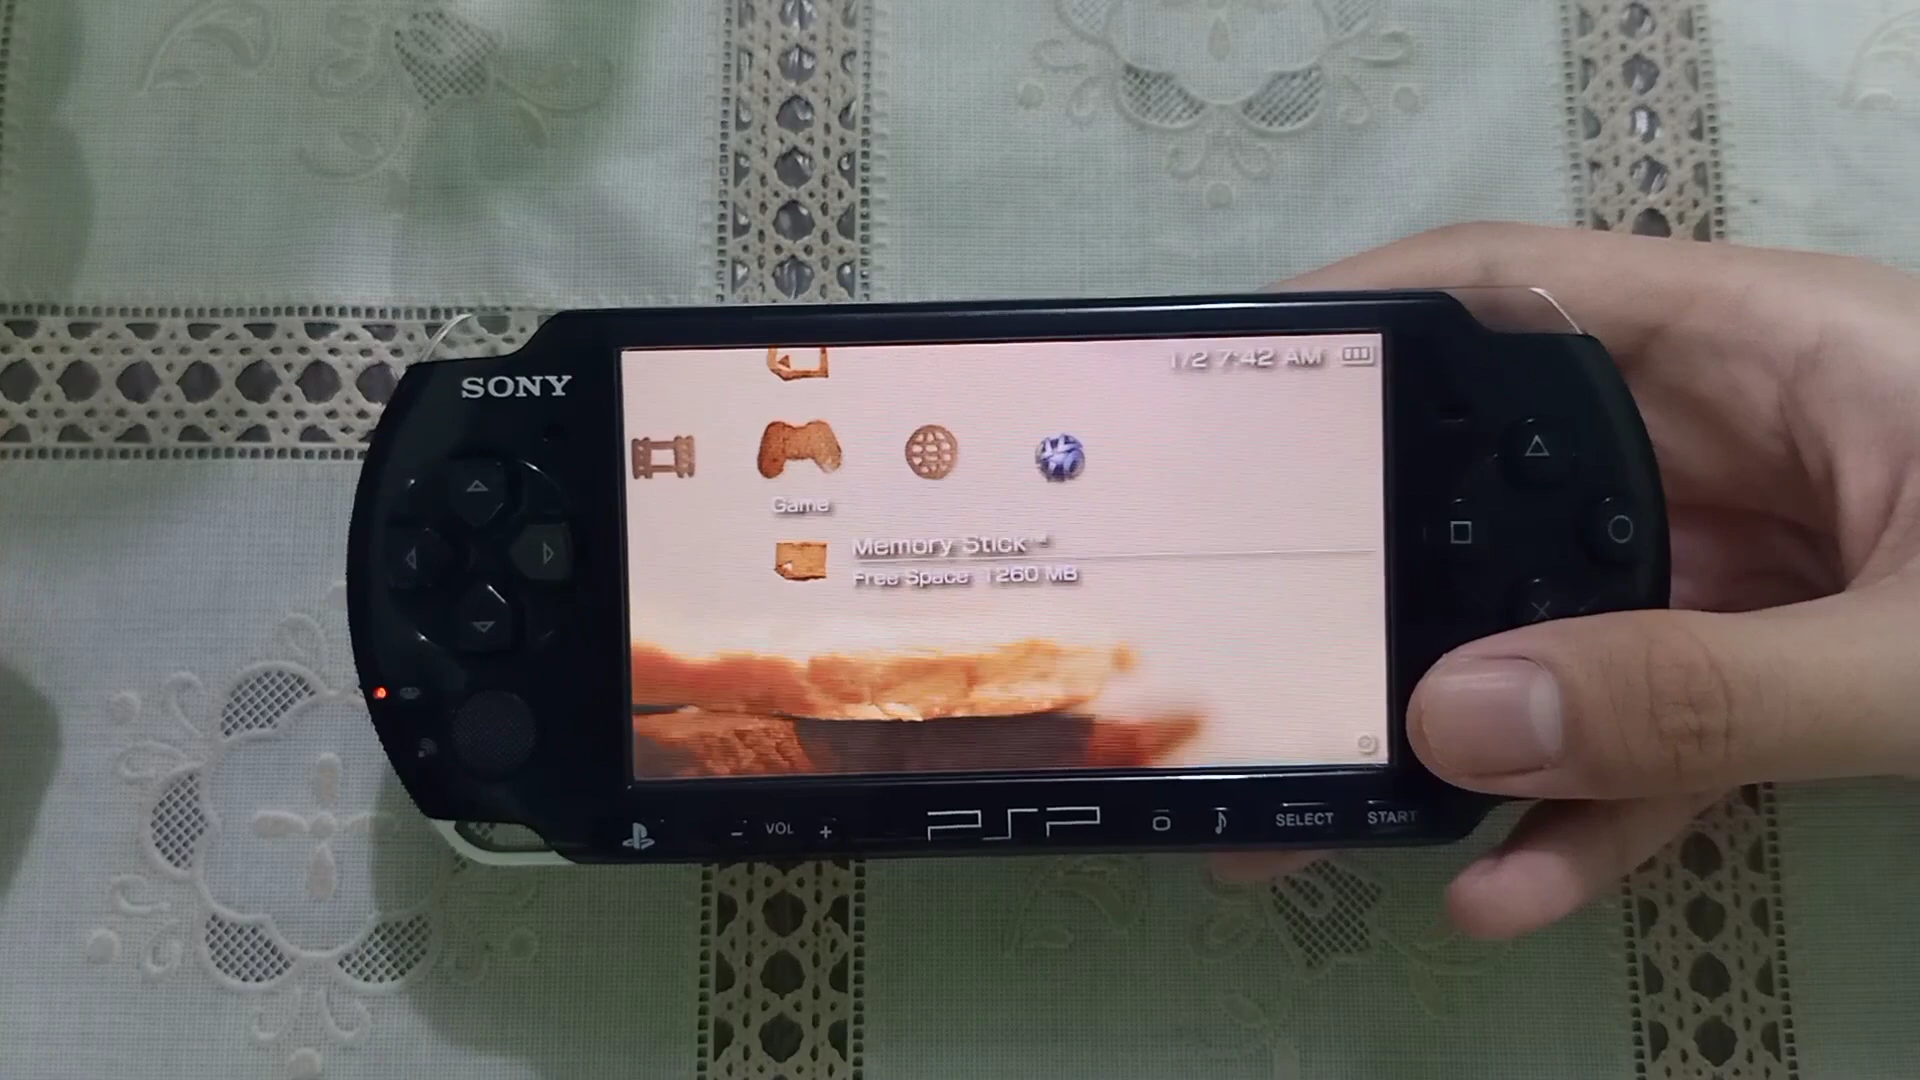 SONY
1/2 7:42 AM
Game
Memory Stick™
Free Space 1260 MB
- VOL +
PSP
SELECT
START